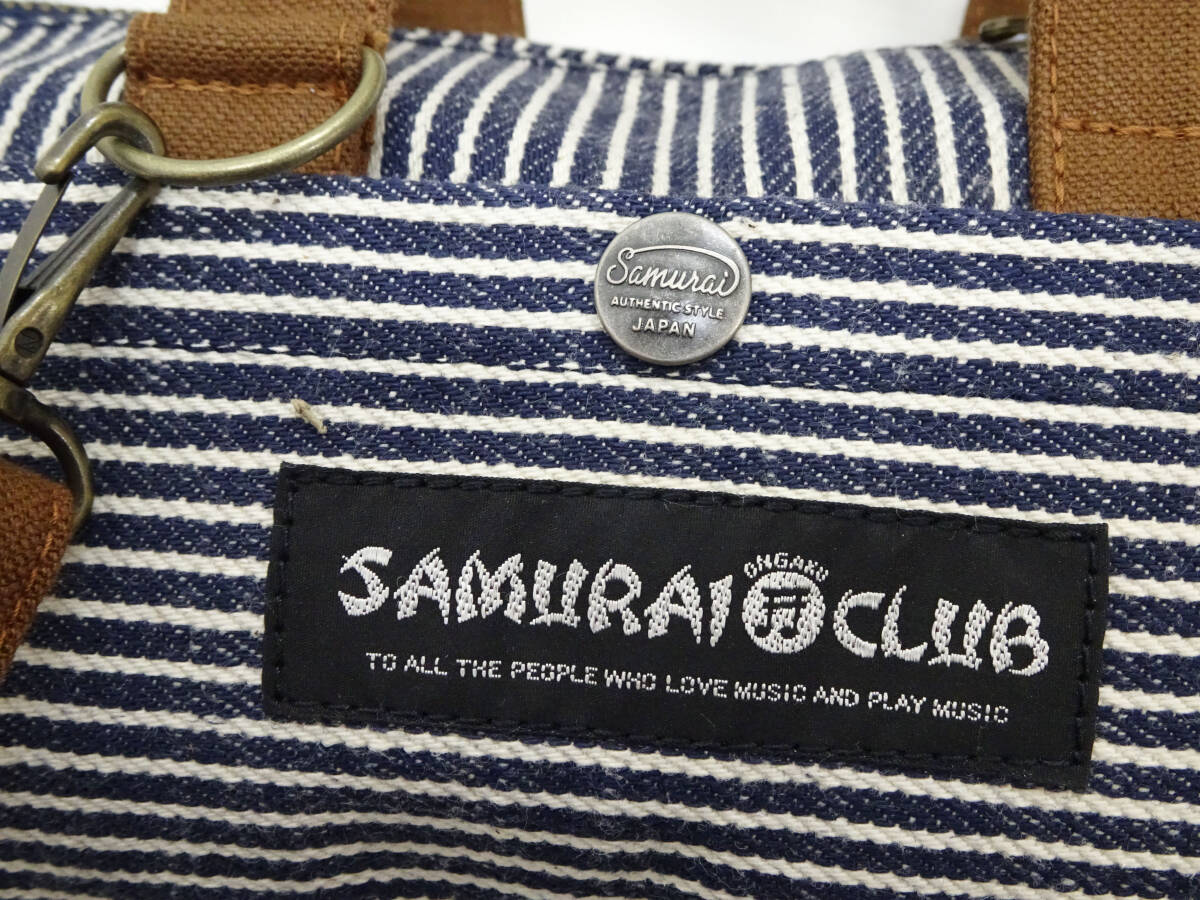 Samurai
AUTHENTIC STYLE
JAPAN
ONGAKU
SAMURAI CLUB
TO ALL THE PEOPLE WHO LOVE MUSIC AND PLAY MUSIC